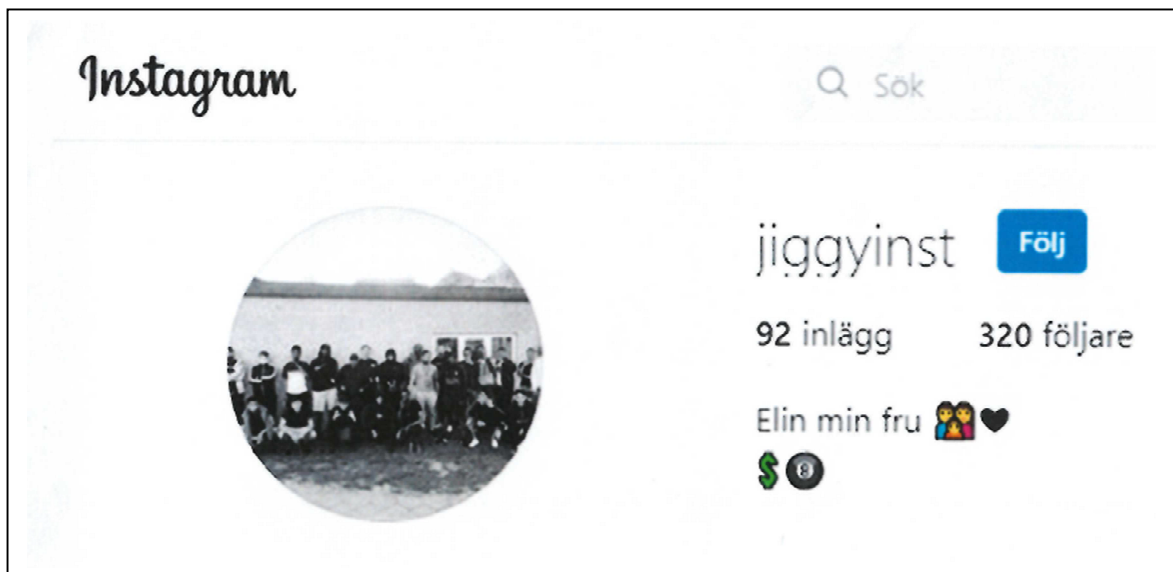 Instagram
Sök
jiggyinst Följ
92 inlägg 320 följare
Elin min fru 👨‍👩‍👧🖤
💲🎱